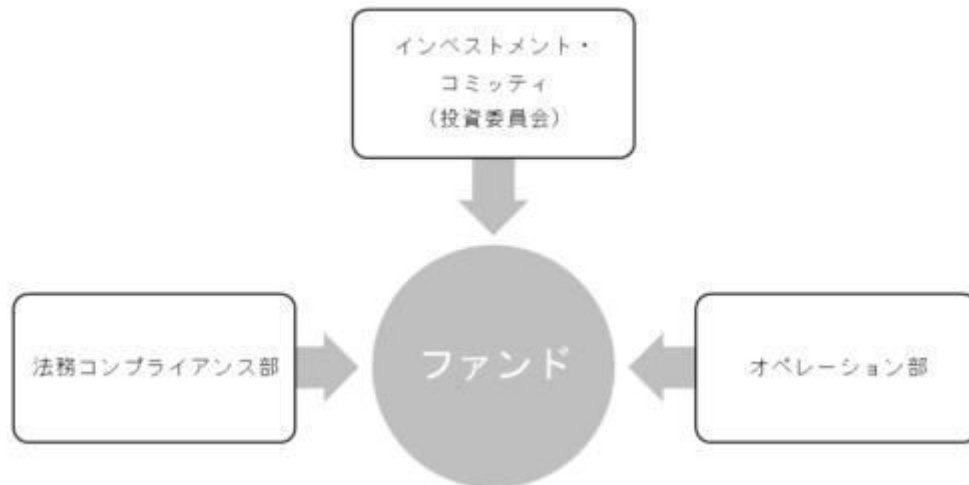 インベストメント・
コミッティ
（投資委員会）
法務コンプライアンス部
ファンド
オペレーション部